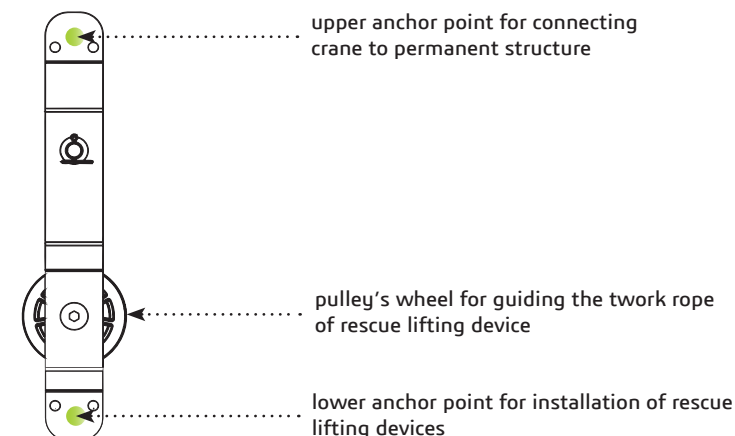 upper anchor point for connecting
crane to permanent structure
pulley's wheel for guiding the twork rope
of rescue lifting device
lower anchor point for installation of rescue
lifting devices